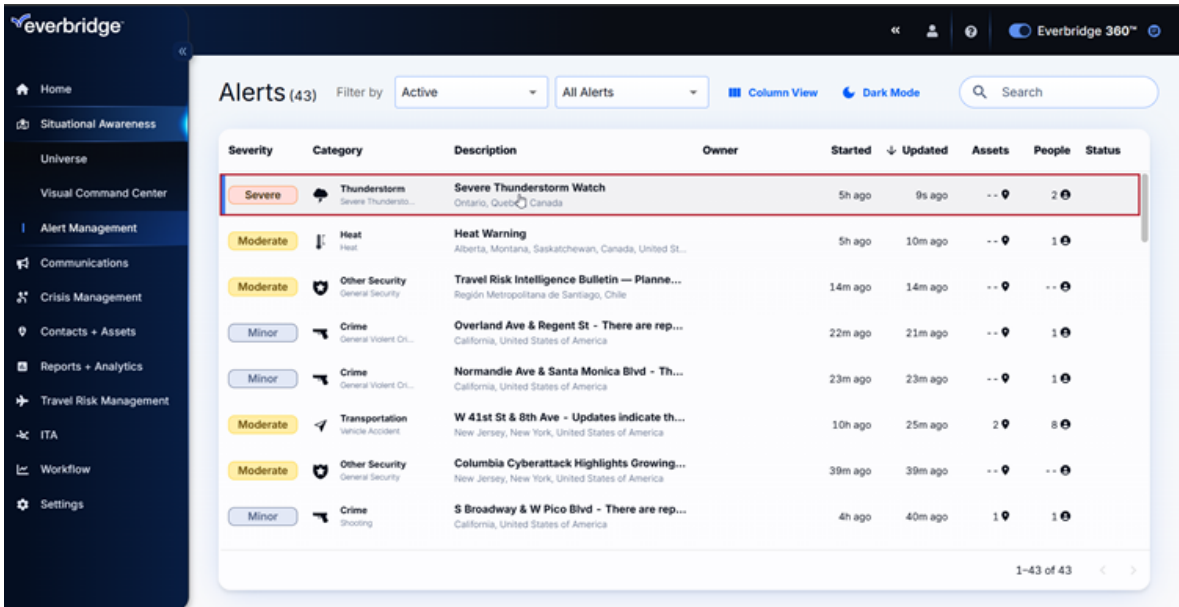 everbridge
Everbridge 360™
Home
Situational Awareness
Universe
Visual Command Center
Alert Management
Communications
Crisis Management
Contacts + Assets
Reports + Analytics
Travel Risk Management
ITA
Workflow
Settings
Alerts (43) Filter by Active All Alerts Column View Dark Mode Search
Severity Category Description Owner Started Updated Assets People Status
Severe Thunderstorm Severe Thunderstorm Watch 5h ago 9s ago -- 2
Severe Thundersto... Ontario, Quebec, Canada
Moderate Heat Heat Warning 5h ago 10m ago -- 1
Heat Alberta, Montana, Saskatchewan, Canada, United St...
Moderate Other Security Travel Risk Intelligence Bulletin — Planne... 14m ago 14m ago -- --
General Security Región Metropolitana de Santiago, Chile
Minor Crime Overland Ave & Regent St - There are rep... 22m ago 21m ago -- 1
General Violent Cri... California, United States of America
Minor Crime Normandie Ave & Santa Monica Blvd - Th... 23m ago 23m ago -- 1
General Violent Cri... California, United States of America
Moderate Transportation W 41st St & 8th Ave - Updates indicate th... 10h ago 25m ago 2 8
Vehicle Accident New Jersey, New York, United States of America
Moderate Other Security Columbia Cyberattack Highlights Growing... 39m ago 39m ago -- --
General Security New Jersey, New York, United States of America
Minor Crime S Broadway & W Pico Blvd - There are rep... 4h ago 40m ago 1 1
Shooting California, United States of America
1-43 of 43